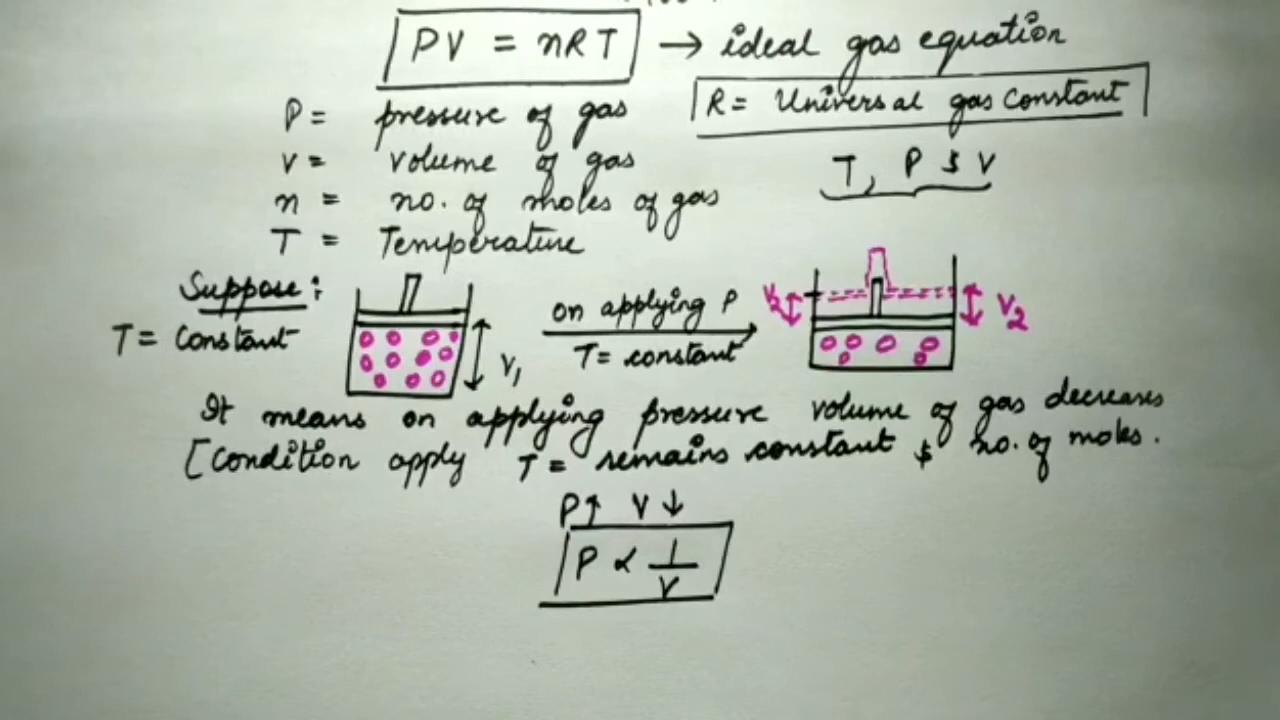 PV = nRT → ideal gas equation
P = pressure of gas
R = Universal gas constant
V = volume of gas
T, P & V
n = no. of moles of gas
T = Temperature
Suppose:
T = constant
V1
on applying P
T = constant
V2
It means on applying pressure volume of gas decreases
[Condition apply T = remains constant & no. of moles.
P↑ V↓
P ∝ 1/V